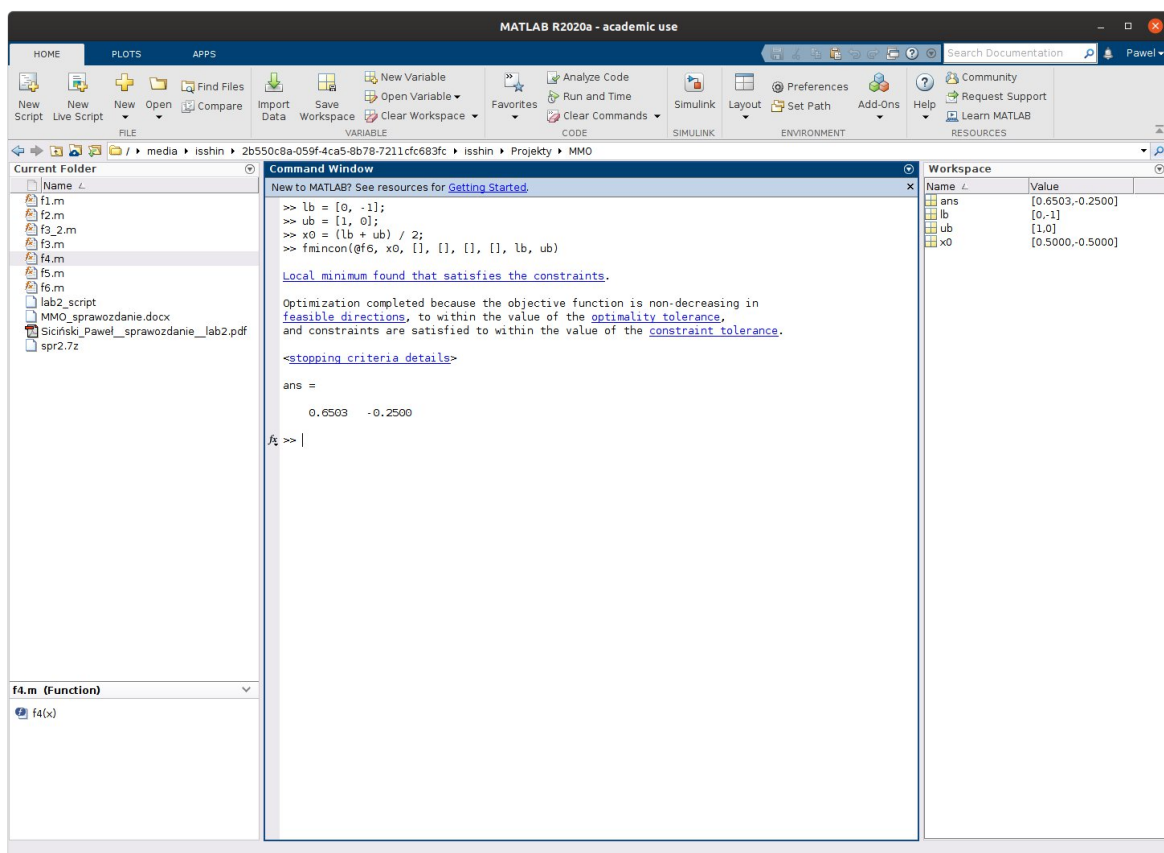 MATLAB R2020a - academic use
HOME PLOTS APPS
Search Documentation
Pawel
New Script
New Live Script
New
Open
Find Files
Compare
Import Data
Save Workspace
New Variable
Open Variable
Clear Workspace
Favorites
Analyze Code
Run and Time
Clear Commands
Simulink
Layout
Preferences
Set Path
Add-Ons
Help
Community
Request Support
Learn MATLAB
FILE VARIABLE CODE SIMULINK ENVIRONMENT RESOURCES
/ media isshin 2b550c8a-059f-4ca5-8b78-7211cfc683fc isshin Projekty MMO
Current Folder
Name
f1.m
f2.m
f3_2.m
f3.m
f4.m
f5.m
f6.m
lab2_script
MMO_sprawozdanie.docx
Siciński_Paweł__sprawozdanie__lab2.pdf
spr2.7z
f4.m (Function)
f4(x)
Command Window
New to MATLAB? See resources for Getting Started.
>> lb = [0, -1];
>> ub = [1, 0];
>> x0 = (lb + ub) / 2;
>> fmincon(@f6, x0, [], [], [], [], lb, ub)
Local minimum found that satisfies the constraints.
Optimization completed because the objective function is non-decreasing in
feasible directions, to within the value of the optimality tolerance,
and constraints are satisfied to within the value of the constraint tolerance.
<stopping criteria details>
ans =
0.6503 -0.2500
fx >>
Workspace
Name Value
ans [0.6503,-0.2500]
lb [0,-1]
ub [1,0]
x0 [0.5000,-0.5000]